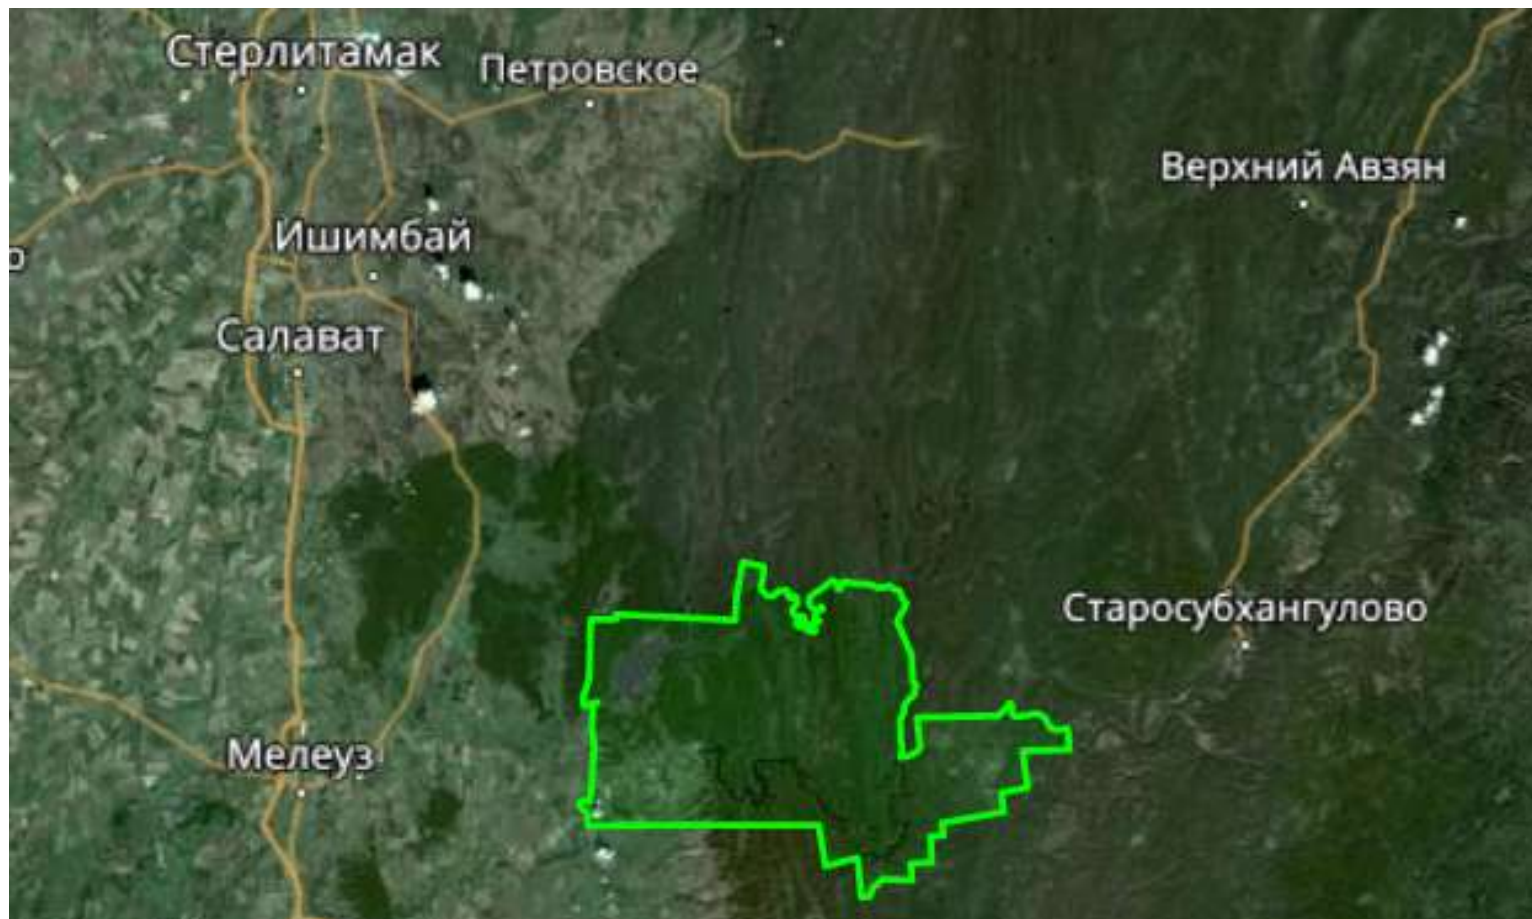 Стерлитамак
Петровское
Верхний Авзян
Ишимбай
Салават
Старосубхангулово
Мелеуз